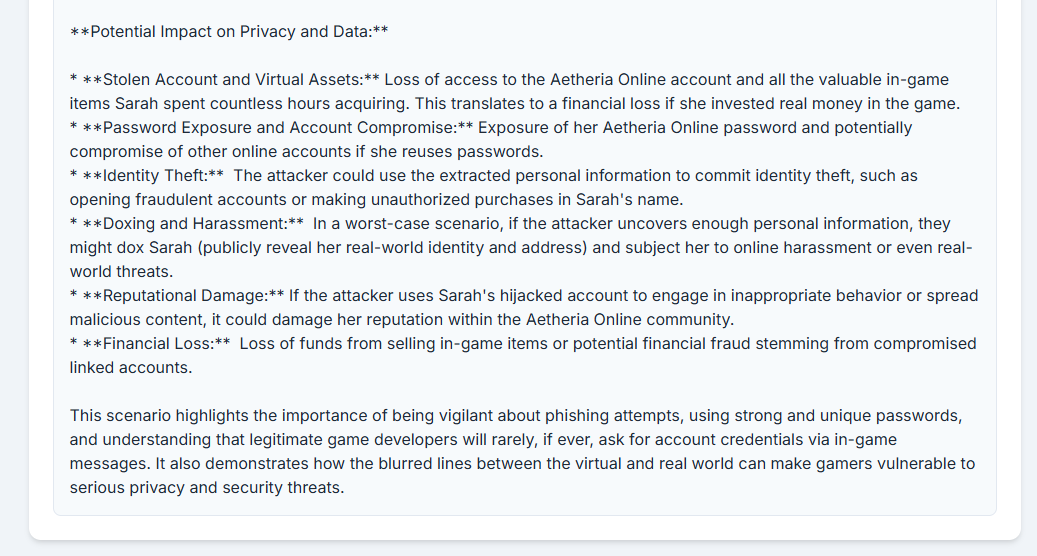 **Potential Impact on Privacy and Data:**
* **Stolen Account and Virtual Assets:** Loss of access to the Aetheria Online account and all the valuable in-game
items Sarah spent countless hours acquiring. This translates to a financial loss if she invested real money in the game.
* **Password Exposure and Account Compromise:** Exposure of her Aetheria Online password and potentially
compromise of other online accounts if she reuses passwords.
* **Identity Theft:**  The attacker could use the extracted personal information to commit identity theft, such as
opening fraudulent accounts or making unauthorized purchases in Sarah's name.
* **Doxing and Harassment:**  In a worst-case scenario, if the attacker uncovers enough personal information, they
might dox Sarah (publicly reveal her real-world identity and address) and subject her to online harassment or even real-
world threats.
* **Reputational Damage:** If the attacker uses Sarah's hijacked account to engage in inappropriate behavior or spread
malicious content, it could damage her reputation within the Aetheria Online community.
* **Financial Loss:**  Loss of funds from selling in-game items or potential financial fraud stemming from compromised
linked accounts.
This scenario highlights the importance of being vigilant about phishing attempts, using strong and unique passwords,
and understanding that legitimate game developers will rarely, if ever, ask for account credentials via in-game
messages. It also demonstrates how the blurred lines between the virtual and real world can make gamers vulnerable to
serious privacy and security threats.